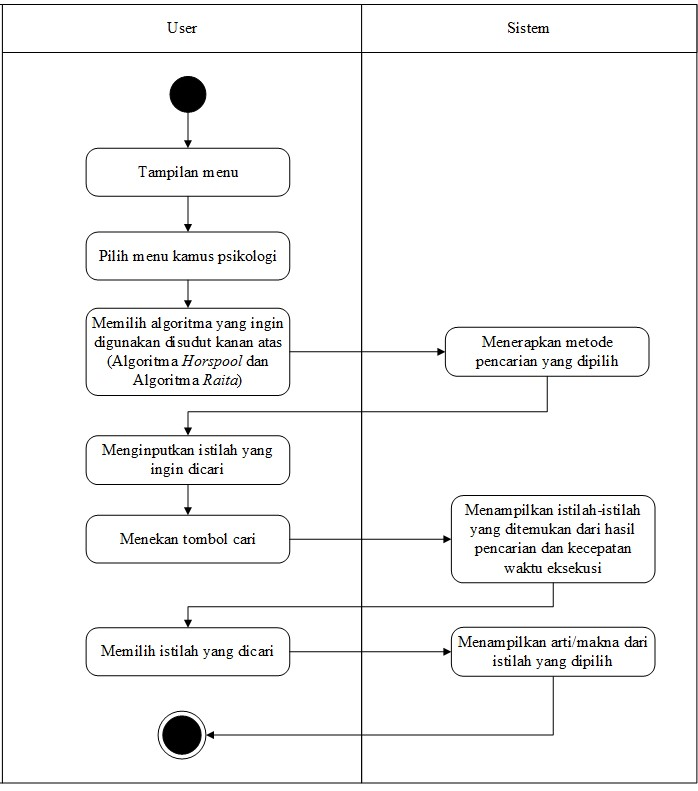 User
Sistem
Tampilan menu
Pilih menu kamus psikologi
Memilih algoritma yang ingin
digunakan disudut kanan atas
(Algoritma Horspool dan
Algoritma Raita)
Menerapkan metode
pencarian yang dipilih
Menginputkan istilah yang
ingin dicari
Menekan tombol cari
Menampilkan istilah-istilah
yang ditemukan dari hasil
pencarian dan kecepatan
waktu eksekusi
Memilih istilah yang dicari
Menampilkan arti/makna dari
istilah yang dipilih